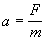 a = F/m